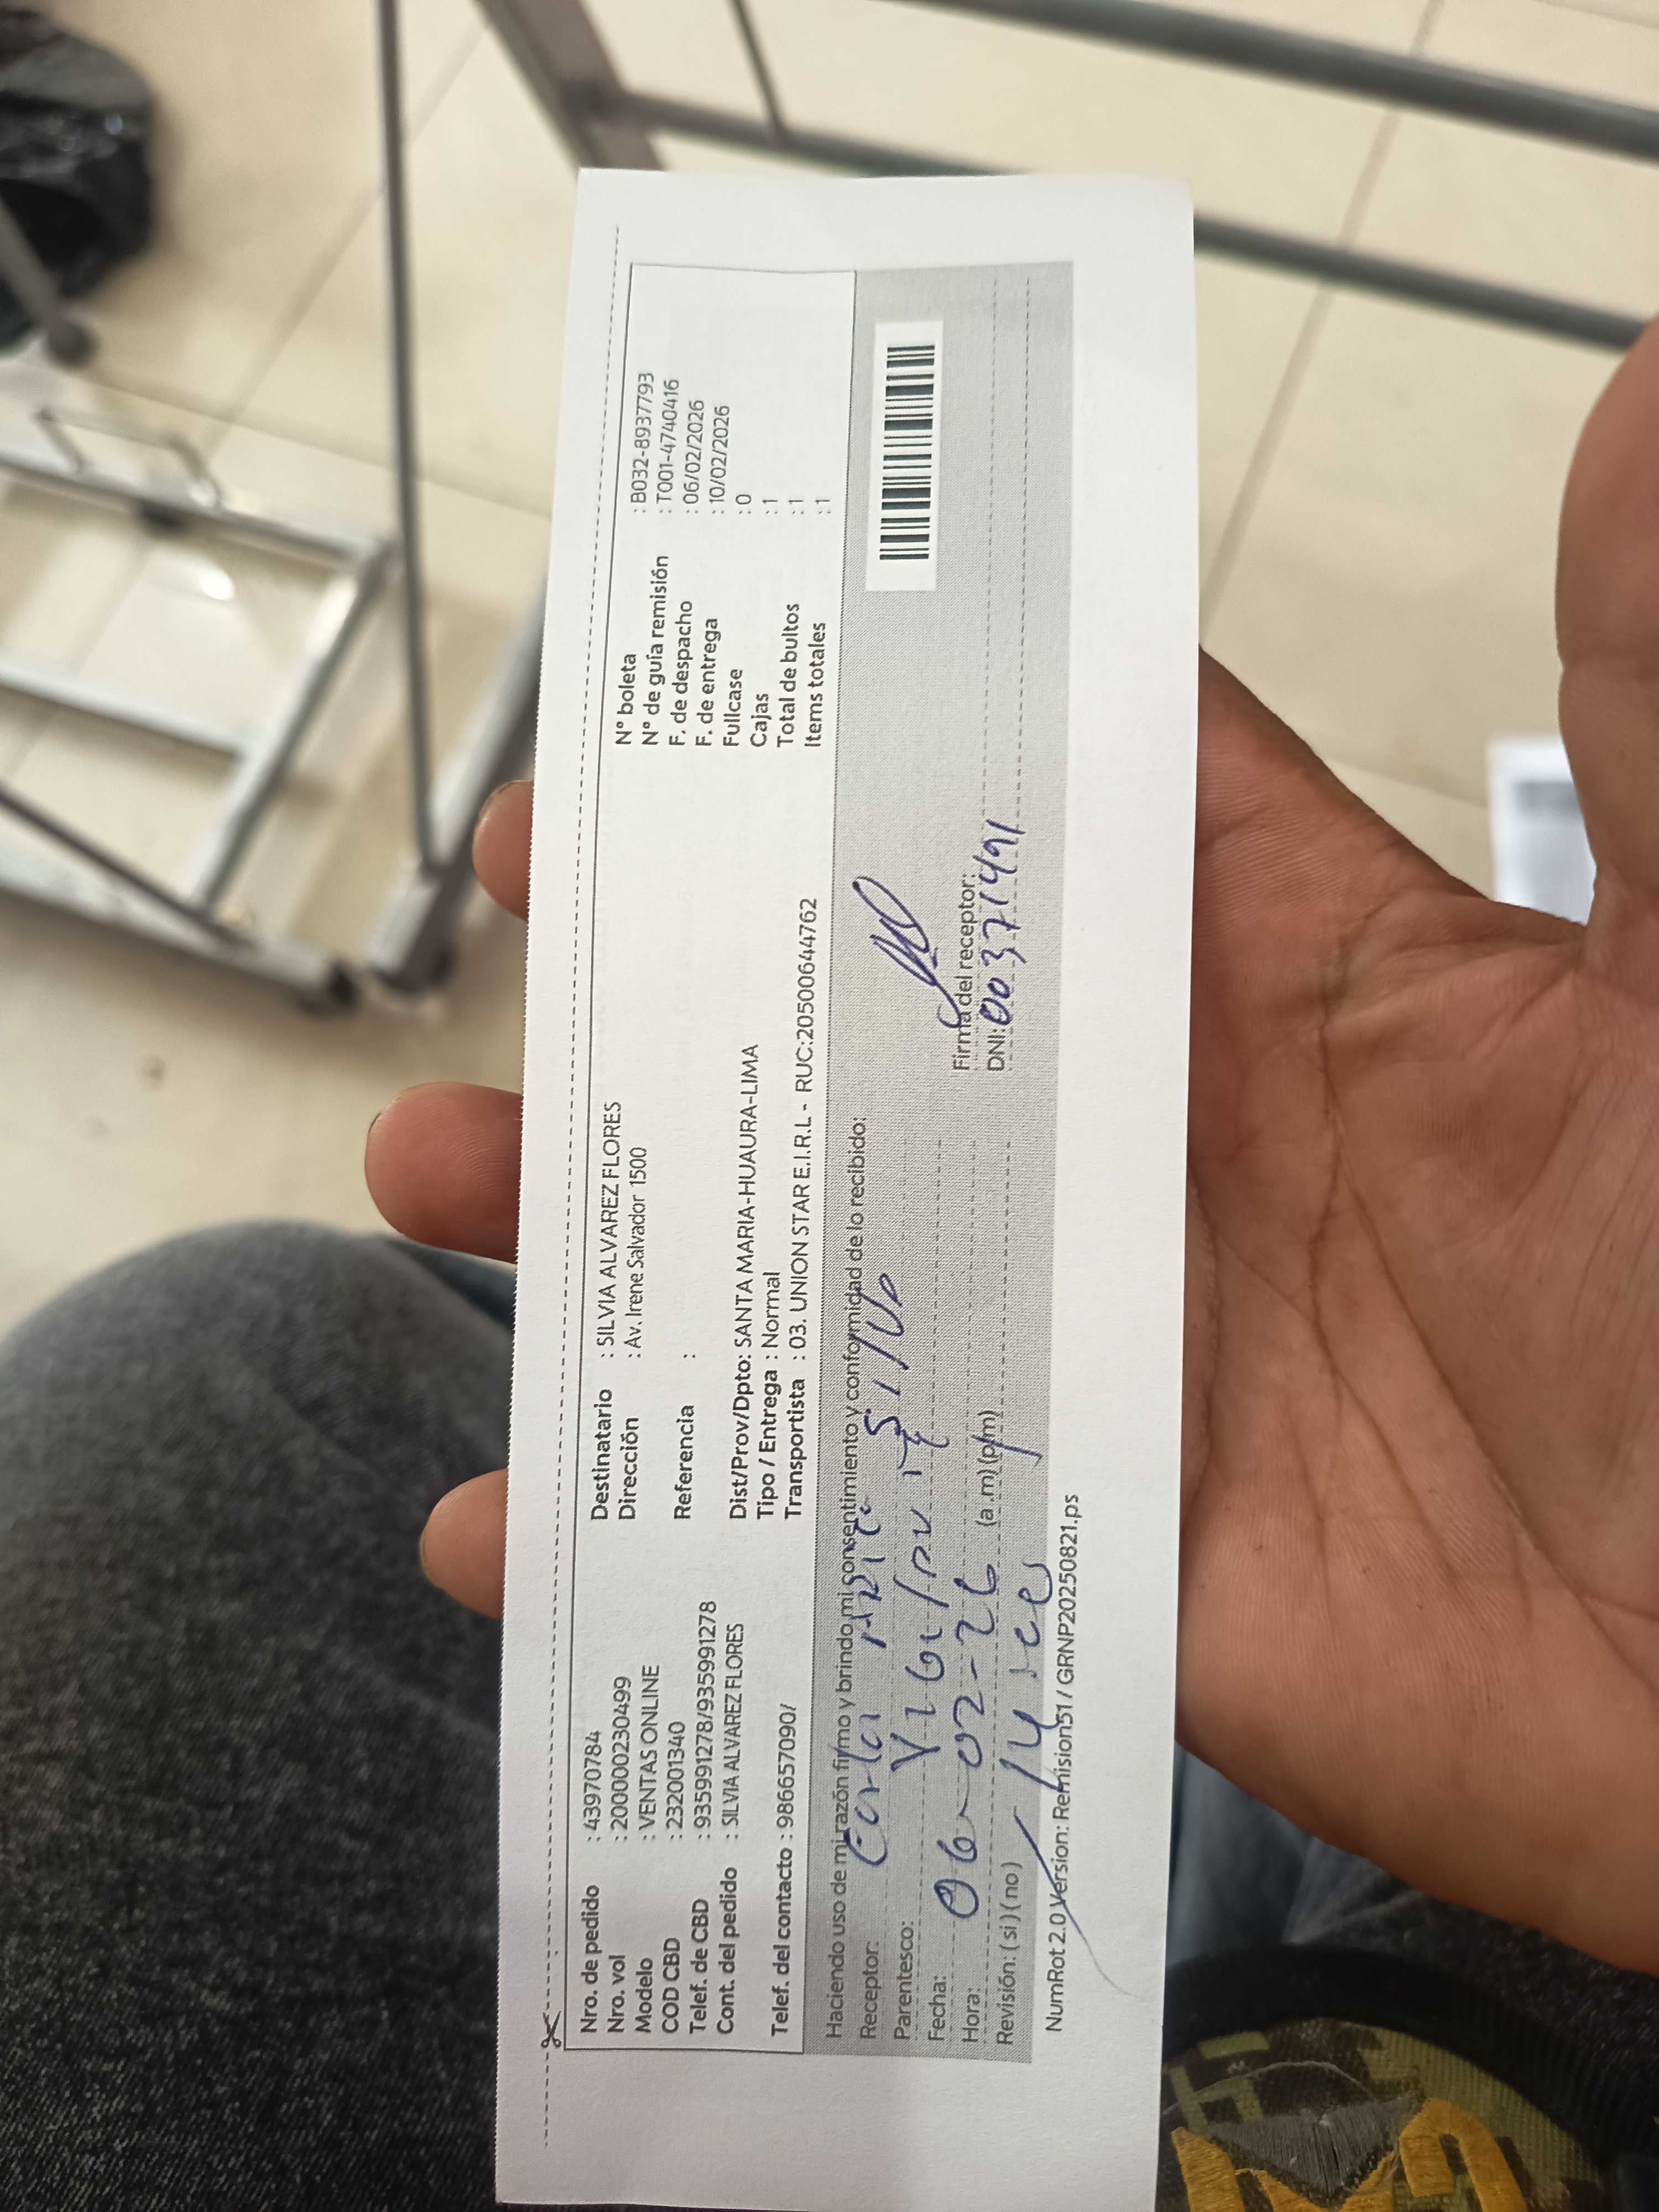 Nro. de pedido : 43970784
Nro. vol : 200000230499
Modelo : VENTAS ONLINE
COD CBD : 232001340
Telef. de CBD : 935991278/935991278
Cont. del pedido : SILVIA ALVAREZ FLORES
Telef. del contacto : 986657090/
Destinatario : SILVIA ALVAREZ FLORES
Dirección : Av. Irene Salvador 1500
Referencia :
Dist/Prov/Dpto: SANTA MARIA-HUAURA-LIMA
Tipo / Entrega : Normal
Transportista : 03. UNION STAR E.I.R.L - RUC:20500644762
N° boleta : B032-8937793
N° de guía remisión : T001-4740416
F. de despacho : 06/02/2026
F. de entrega : 10/02/2026
Fullcase : 0
Cajas : 1
Total de bultos : 1
Items totales : 1
Haciendo uso de mi razón firmo y brindo mi consentimiento y conformidad de lo recibido:
Receptor:
Parentesco:
Fecha: 06-02-26
Hora: (a.m) (p/m)
Revisión: (si) (no)
Firma del receptor:
DNI: 00371491
NumRot 2.0 Version: Remision51 / GRNP20250821.ps